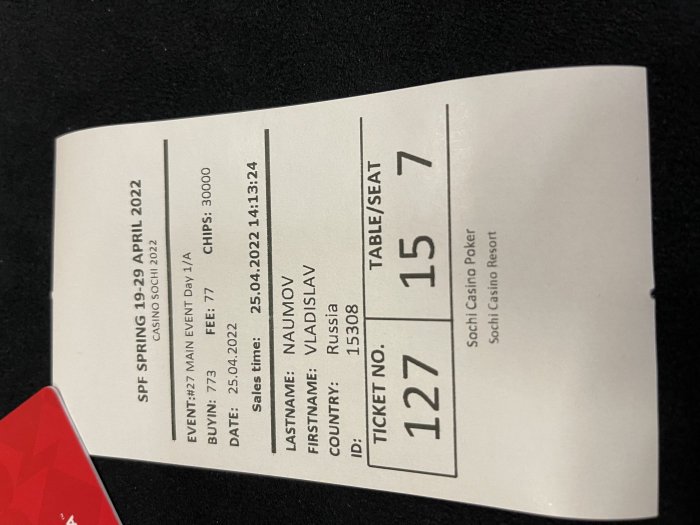 SPF SPRING 19-29 APRIL 2022
CASINO SOCHI 2022
EVENT:#27 MAIN EVENT Day 1/A
BUYIN: 773 FEE: 77 CHIPS: 30000
DATE: 25.04.2022
Sales time: 25.04.2022 14:13:24
LASTNAME: NAUMOV
FIRSTNAME: VLADISLAV
COUNTRY: Russia
ID: 15308
TICKET NO. TABLE/SEAT
127 15 7
Sochi Casino Poker
Sochi Casino Resort